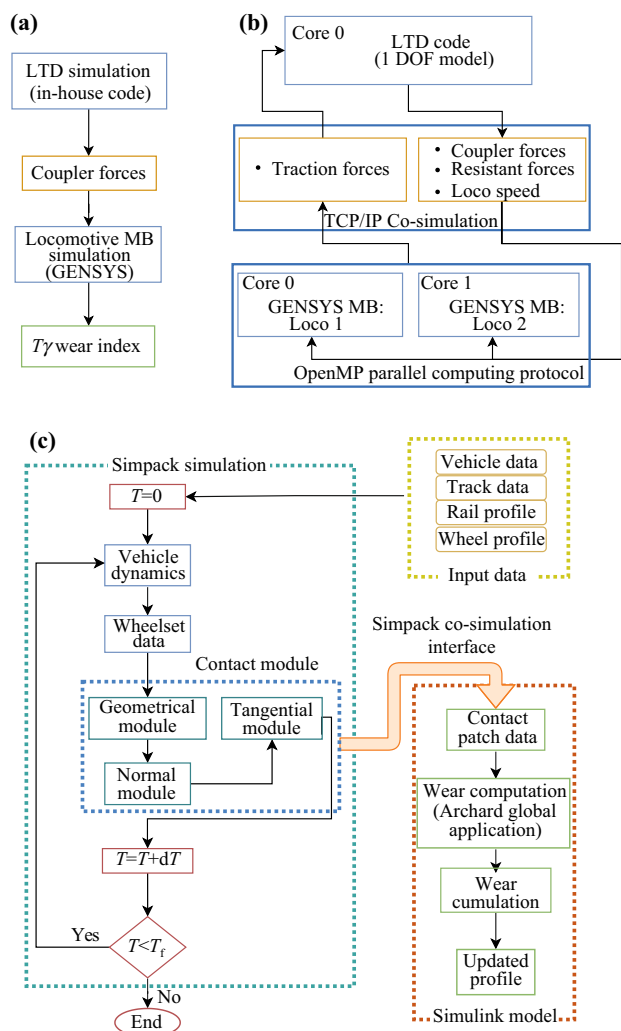 (a)
LTD simulation
(in-house code)
Coupler forces
Locomotive MB
simulation
(GENSYS)
Tγ wear index
(b)
Core 0
LTD code
(1 DOF model)
• Traction forces
• Coupler forces
• Resistant forces
• Loco speed
TCP/IP Co-simulation
Core 0
GENSYS MB:
Loco 1
Core 1
GENSYS MB:
Loco 2
OpenMP parallel computing protocol
(c)
Simpack simulation
T=0
Vehicle
dynamics
Wheelset
data
Contact module
Geometrical
module
Tangential
module
Normal
module
T=T+dT
Yes
T<Tf
No
End
Vehicle data
Track data
Rail profile
Wheel profile
Input data
Simpack co-simulation
interface
Contact
patch data
Wear computation
(Archard global
application)
Wear
cumulation
Updated
profile
Simulink model